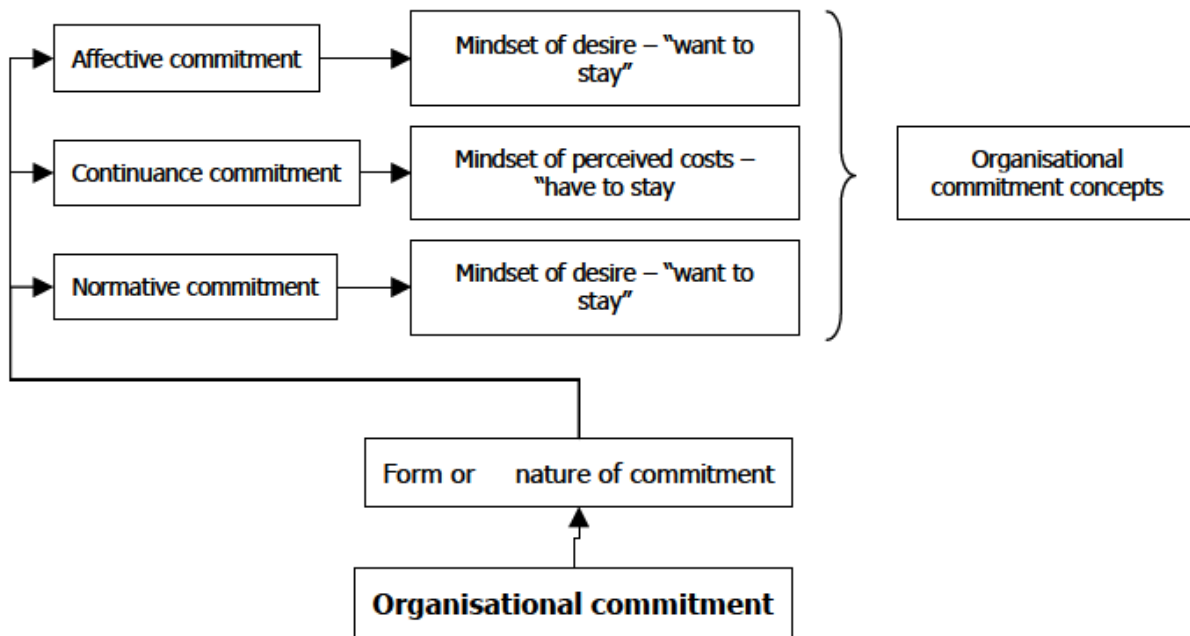 Affective commitment
Mindset of desire – “want to
stay”
Continuance commitment
Mindset of perceived costs –
“have to stay
Normative commitment
Mindset of desire – “want to
stay”
Organisational
commitment concepts
Form or nature of commitment
Organisational commitment